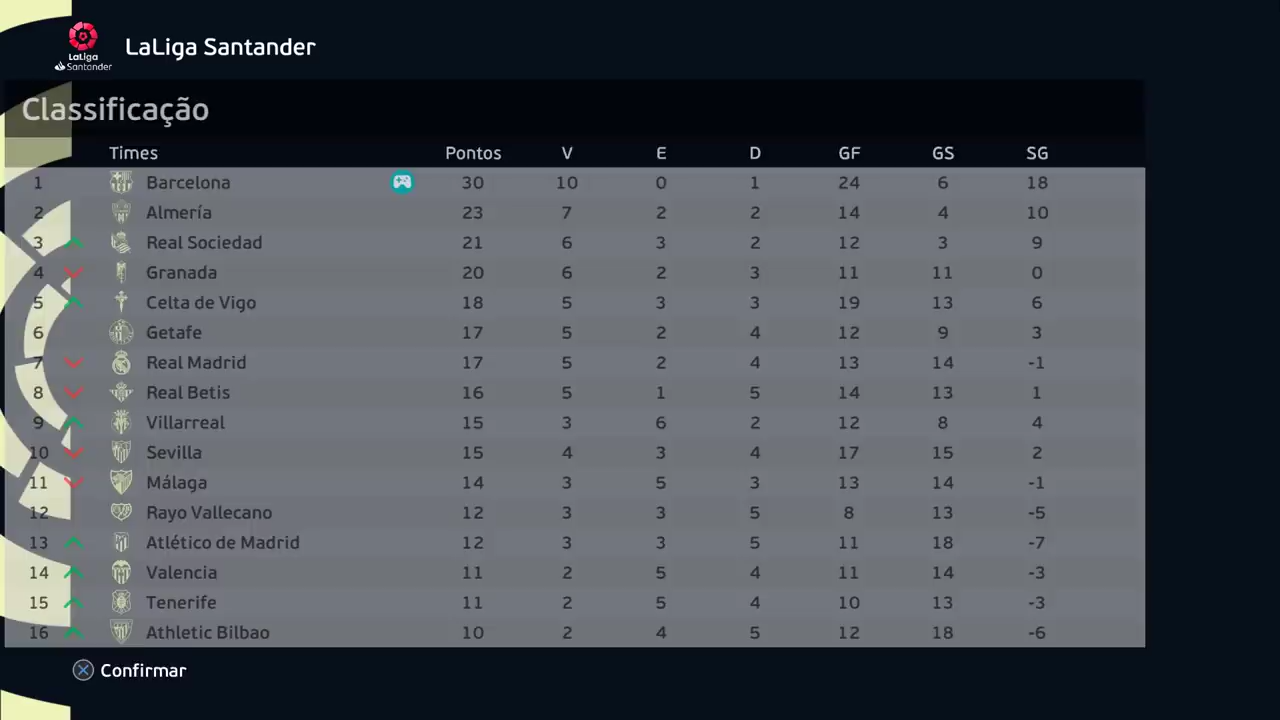 LaLiga
Santander
LaLiga Santander
Classificação
Times Pontos V E D GF GS SG
1 Barcelona 30 10 0 1 24 6 18
2 Almería 23 7 2 2 14 4 10
3 Real Sociedad 21 6 3 2 12 3 9
4 Granada 20 6 2 3 11 11 0
5 Celta de Vigo 18 5 3 3 19 13 6
6 Getafe 17 5 2 4 12 9 3
7 Real Madrid 17 5 2 4 13 14 -1
8 Real Betis 16 5 1 5 14 13 1
9 Villarreal 15 3 6 2 12 8 4
10 Sevilla 15 4 3 4 17 15 2
11 Málaga 14 3 5 3 13 14 -1
12 Rayo Vallecano 12 3 3 5 8 13 -5
13 Atlético de Madrid 12 3 3 5 11 18 -7
14 Valencia 11 2 5 4 11 14 -3
15 Tenerife 11 2 5 4 10 13 -3
16 Athletic Bilbao 10 2 4 5 12 18 -6
Confirmar